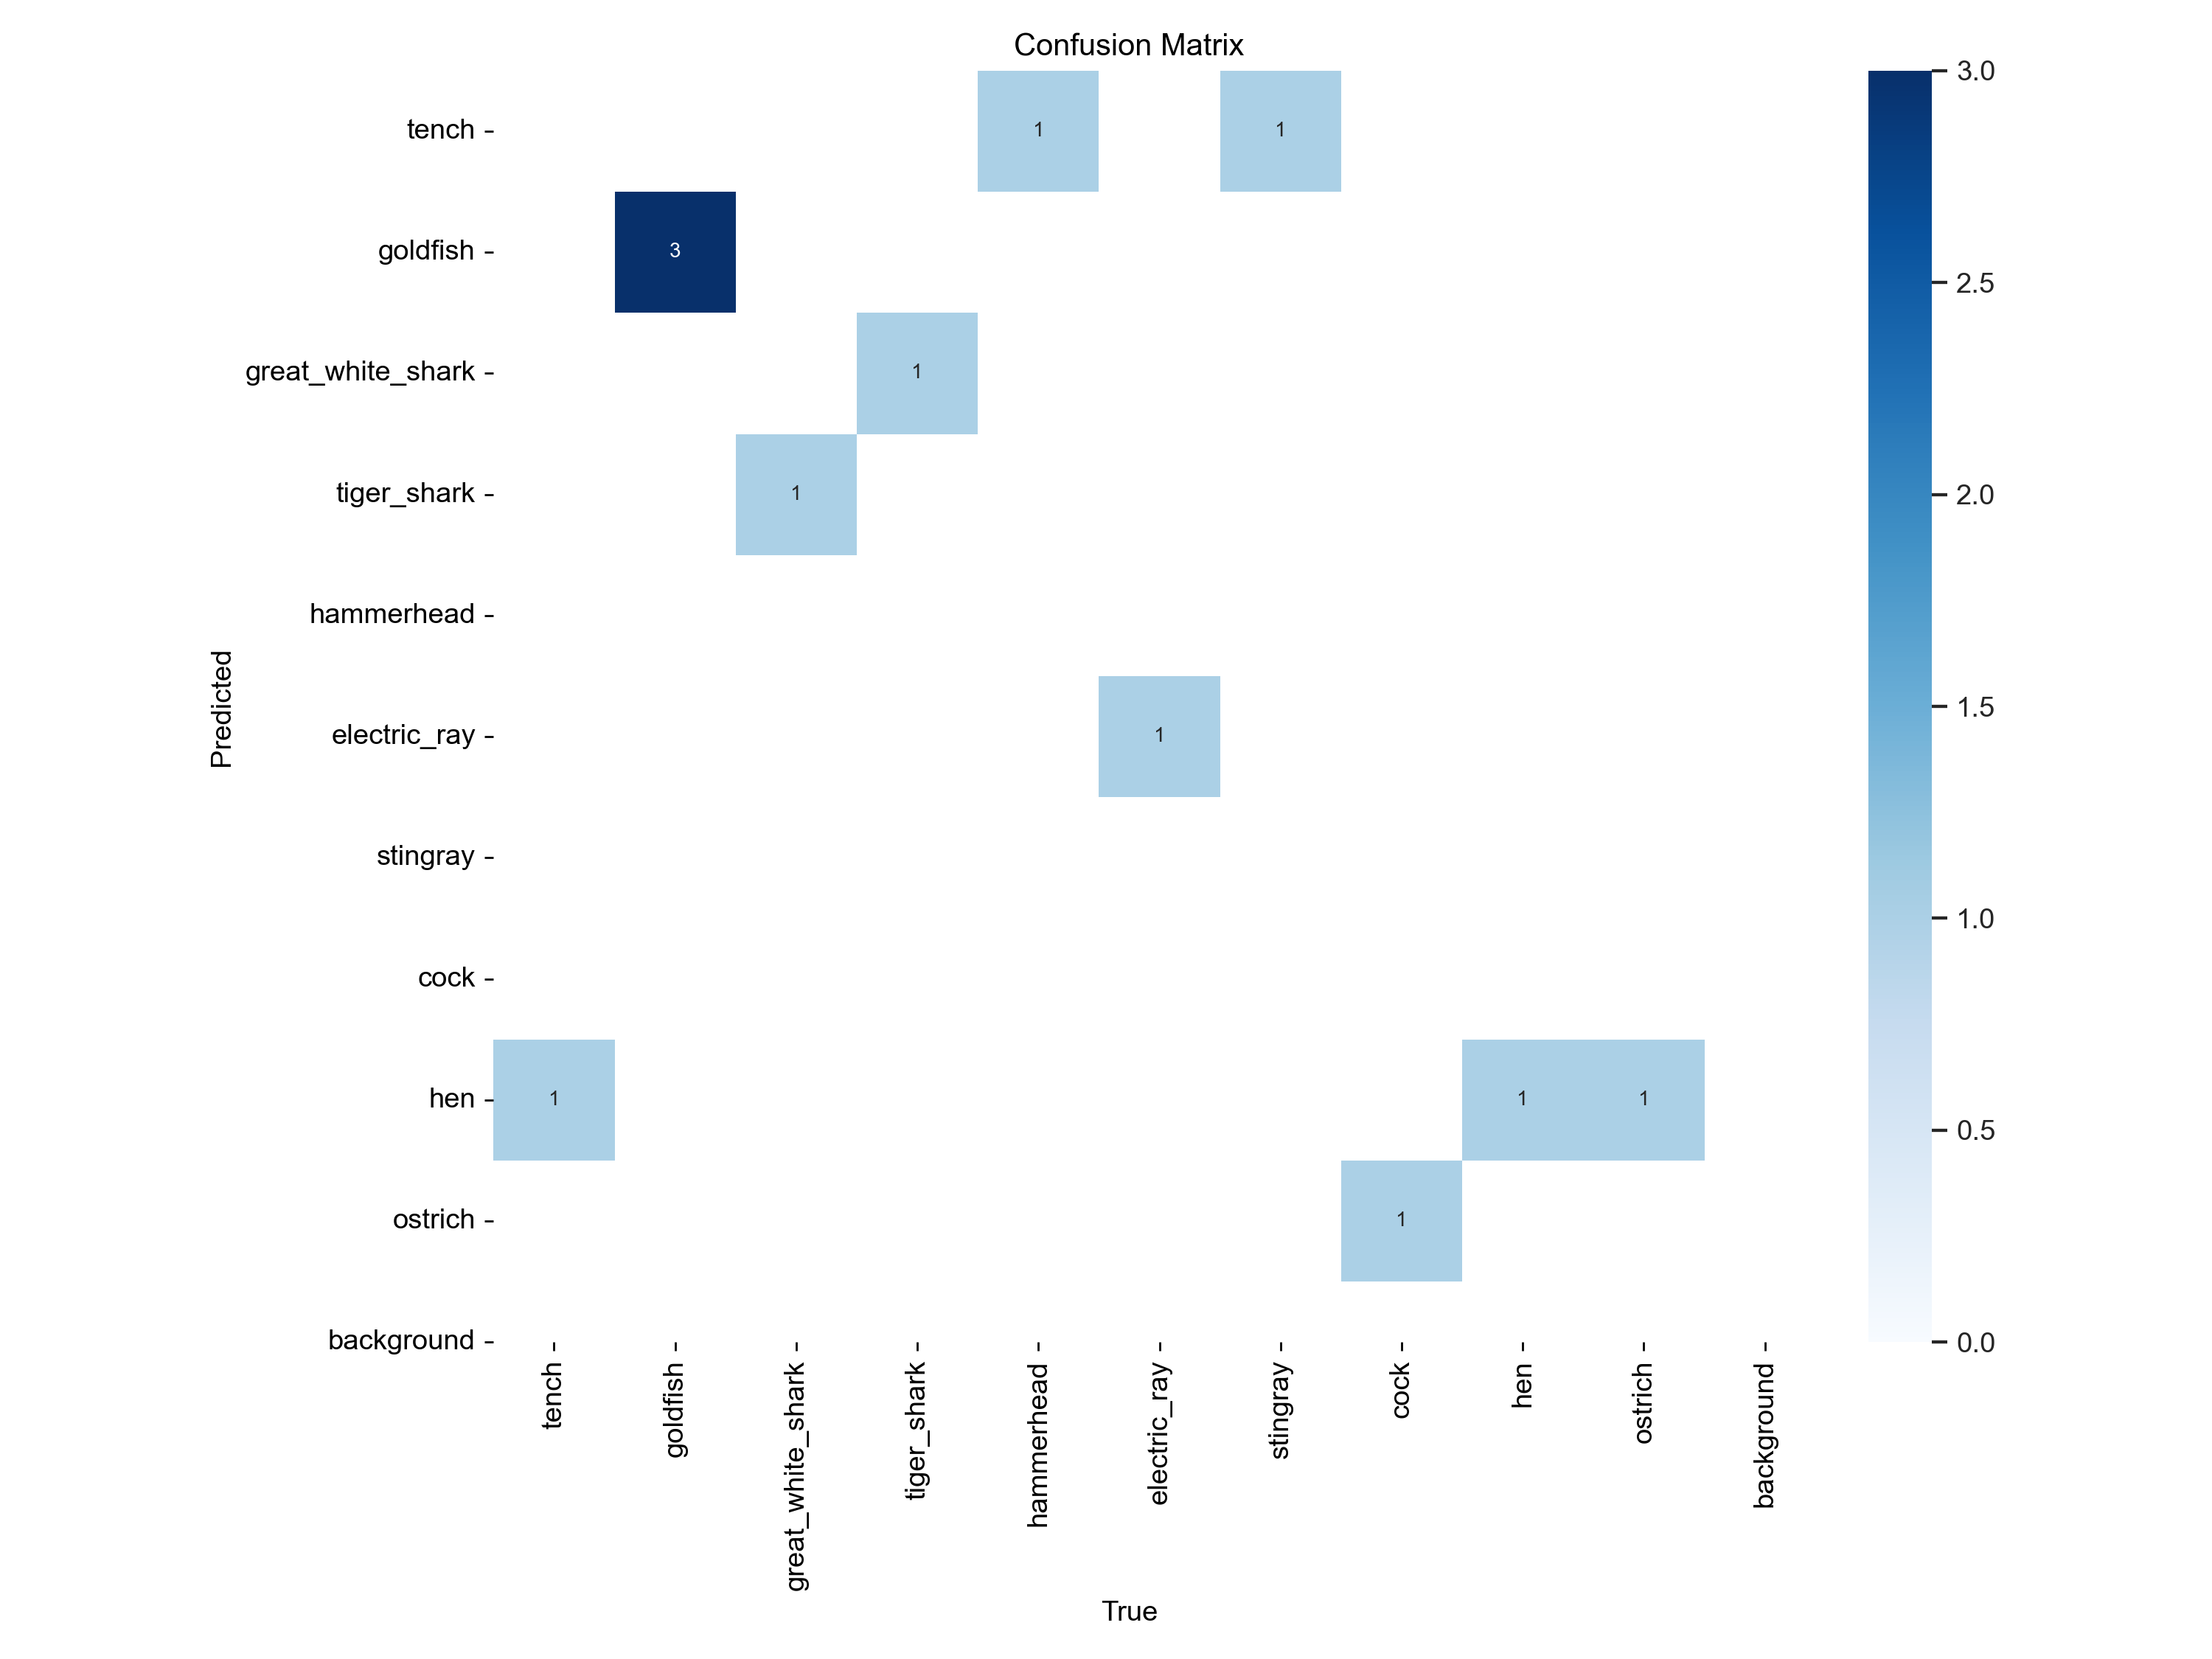 Confusion Matrix
tench
1
1
3.0
goldfish
3
2.5
great_white_shark
1
tiger_shark
1
2.0
hammerhead
Predicted
electric_ray
1
1.5
stingray
cock
1.0
hen
1
1
1
0.5
ostrich
1
background
0.0
tench
goldfish
great_white_shark
tiger_shark
hammerhead
electric_ray
stingray
cock
hen
ostrich
background
True